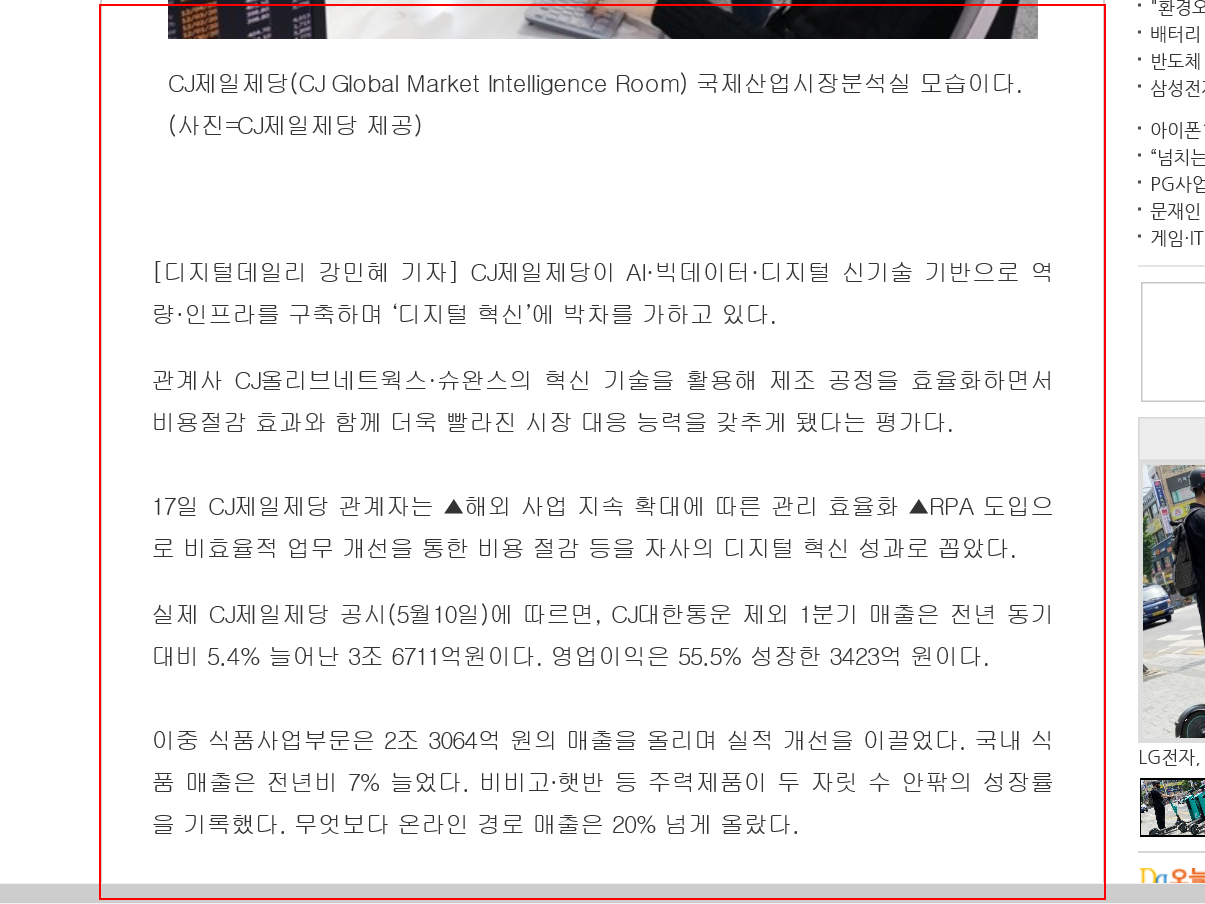 CJ제일제당(CJ Global Market Intelligence Room) 국제산업시장분석실 모습이다.
(사진=CJ제일제당 제공)
[디지털데일리 강민혜 기자] CJ제일제당이 AI·빅데이터·디지털 신기술 기반으로 역
량·인프라를 구축하며 ‘디지털 혁신’에 박차를 가하고 있다.
관계사 CJ올리브네트웍스·슈완스의 혁신 기술을 활용해 제조 공정을 효율화하면서
비용절감 효과와 함께 더욱 빨라진 시장 대응 능력을 갖추게 됐다는 평가다.
17일 CJ제일제당 관계자는 ▲해외 사업 지속 확대에 따른 관리 효율화 ▲RPA 도입으
로 비효율적 업무 개선을 통한 비용 절감 등을 자사의 디지털 혁신 성과로 꼽았다.
실제 CJ제일제당 공시(5월10일)에 따르면, CJ대한통운 제외 1분기 매출은 전년 동기
대비 5.4% 늘어난 3조 6711억원이다. 영업이익은 55.5% 성장한 3423억 원이다.
이중 식품사업부문은 2조 3064억 원의 매출을 올리며 실적 개선을 이끌었다. 국내 식
품 매출은 전년비 7% 늘었다. 비비고·햇반 등 주력제품이 두 자릿 수 안팎의 성장률
을 기록했다. 무엇보다 온라인 경로 매출은 20% 넘게 올랐다.
· "환경오
· 배터리
· 반도체
· 삼성전
· 아이폰
· “넘치는
· PG사업
· 문재인
· 게임·IT
LG전자,